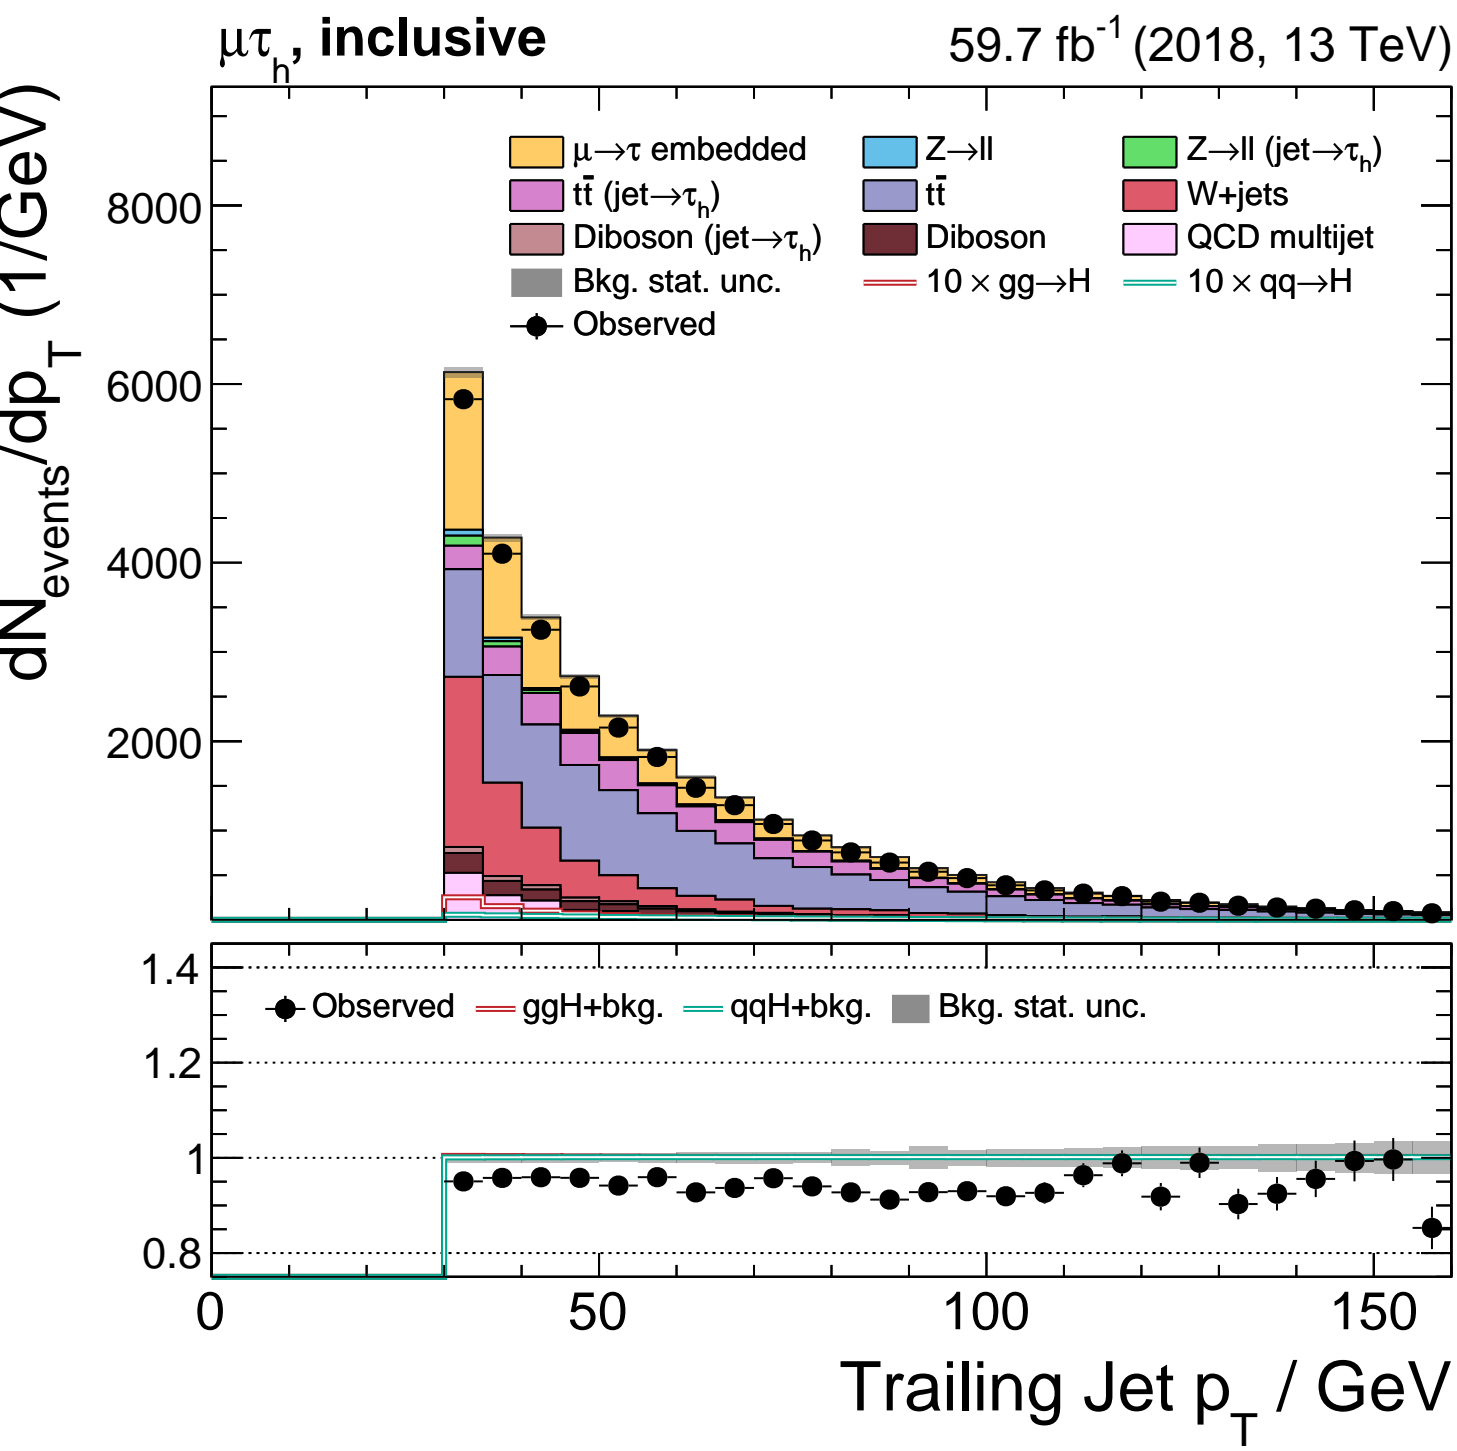 μτh, inclusive 59.7 fb-1 (2018, 13 TeV)
dNevents/dpT (1/GeV)
8000
6000
4000
2000
μ→τ embedded Z→ll Z→ll (jet→τh)
tt̄ (jet→τh) tt̄ W+jets
Diboson (jet→τh) Diboson QCD multijet
Bkg. stat. unc. 10 × gg→H 10 × qq→H
Observed
1.4
1.2
1
0.8
Observed ggH+bkg. qqH+bkg. Bkg. stat. unc.
0 50 100 150
Trailing Jet pT / GeV